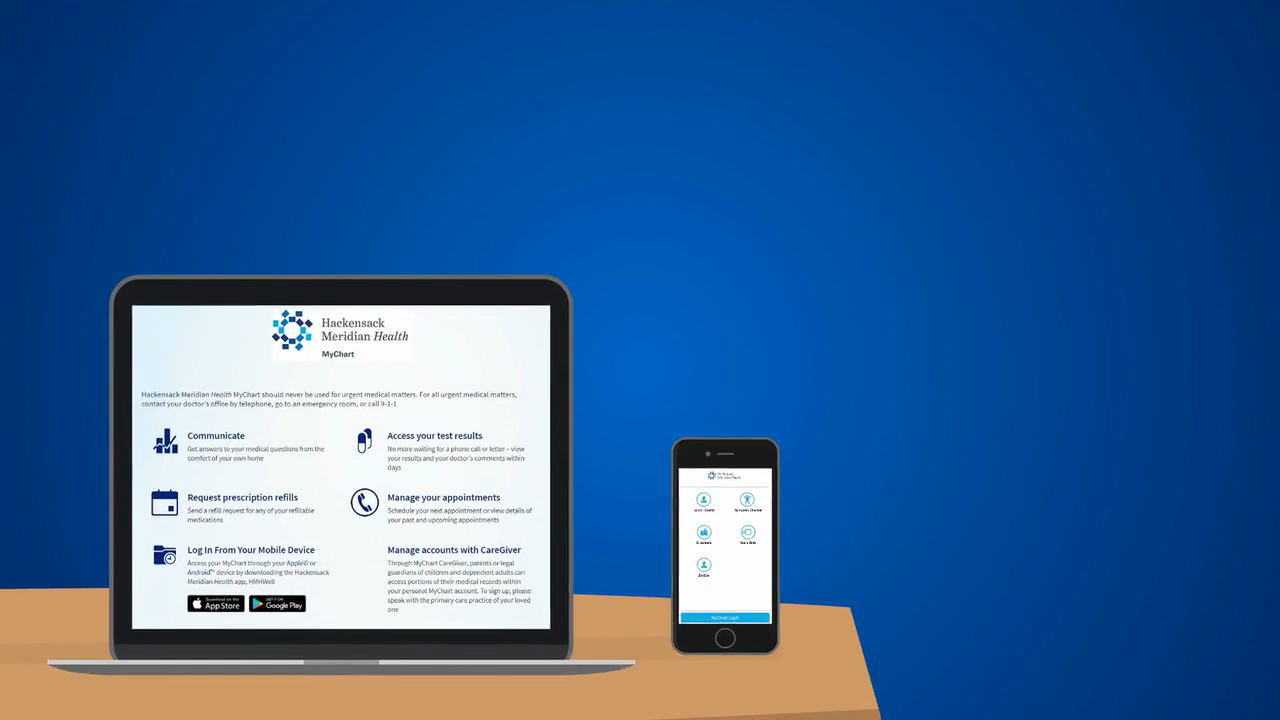 Hackensack
Meridian Health
MyChart
Hackensack Meridian Health MyChart should never be used for urgent medical matters. For all urgent medical matters,
contact your doctor's office by telephone, go to an emergency room, or call 9-1-1
Communicate
Get answers to your medical questions from the
comfort of your own home
Access your test results
No more waiting for a phone call or letter – view
your results and your doctor's comments within
days
Request prescription refills
Send a refill request for any of your refillable
medications
Manage your appointments
Schedule your next appointment or view details of
your past and upcoming appointments
Log In From Your Mobile Device
Access your MyChart through your Apple© or
Android™ device by downloading the Hackensack
Meridian Health app, HMHWell
Download on the
App Store
GET IT ON
Google Play
Manage accounts with CareGiver
Through MyChart CareGiver, parents or legal
guardians of children and dependent adults can
access portions of their medical records within
your personal MyChart account. To sign up, please
speak with the primary care practice of your loved
one
Hackensack
Meridian Health
MyChart Login